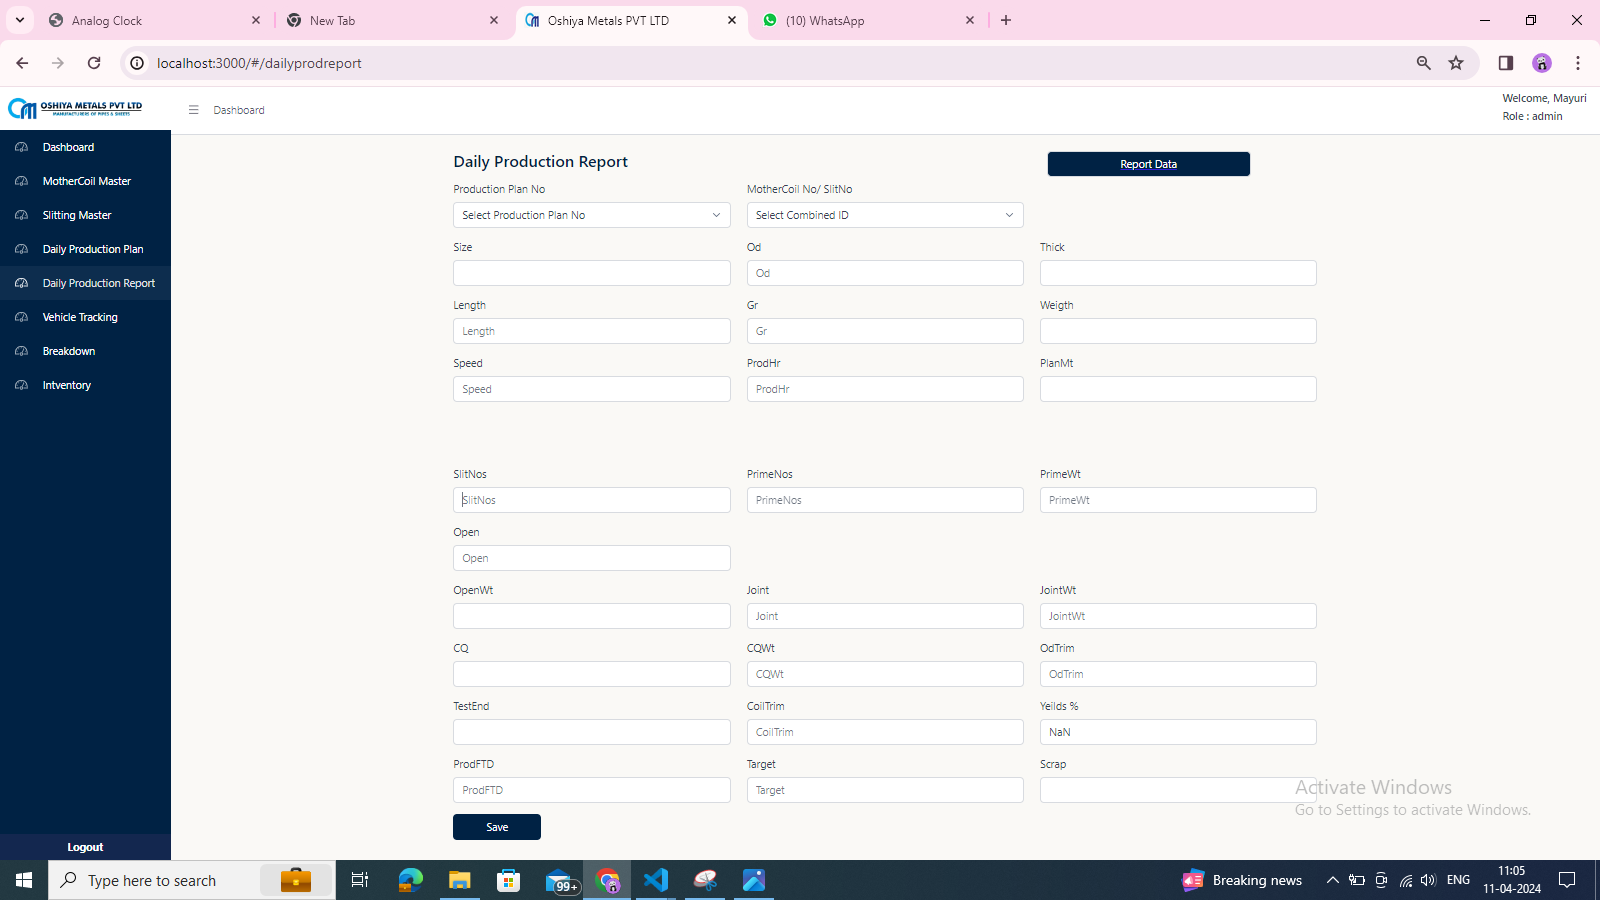 Analog Clock
New Tab
Oshiya Metals PVT LTD
(10) WhatsApp
localhost:3000/#/dailyprodreport
OSHIYA METALS PVT LTD
MANUFACTURERS OF PIPES & SHEETS
Dashboard
Welcome, Mayuri
Role : admin
Dashboard
MotherCoil Master
Slitting Master
Daily Production Plan
Daily Production Report
Vehicle Tracking
Breakdown
Intventory
Logout
Daily Production Report
Report Data
Production Plan No
MotherCoil No/ SlitNo
Select Production Plan No
Select Combined ID
Size
Od
Thick
Od
Length
Gr
Weigth
Length
Gr
Speed
ProdHr
PlanMt
Speed
ProdHr
SlitNos
PrimeNos
PrimeWt
SlitNos
PrimeNos
PrimeWt
Open
Open
OpenWt
Joint
JointWt
Joint
JointWt
CQ
CQWt
OdTrim
CQWt
OdTrim
TestEnd
CoilTrim
Yeilds %
CoilTrim
NaN
ProdFTD
Target
Scrap
ProdFTD
Target
Save
Activate Windows
Go to Settings to activate Windows.
Type here to search
99+
Breaking news
ENG
11:05
11-04-2024